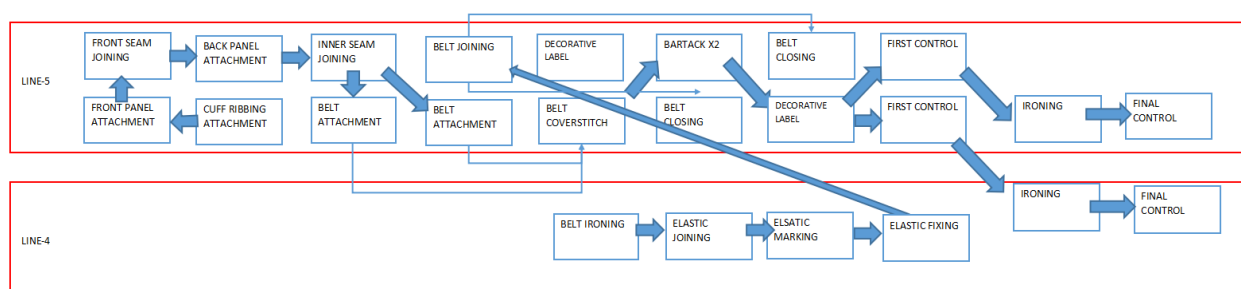 LINE-5
FRONT SEAM
JOINING
BACK PANEL
ATTACHMENT
INNER SEAM
JOINING
BELT JOINING
DECORATIVE
LABEL
BARTACK X2
BELT
CLOSING
FIRST CONTROL
FRONT PANEL
ATTACHMENT
CUFF RIBBING
ATTACHMENT
BELT
ATTACHMENT
BELT
ATTACHMENT
BELT
COVERSTITCH
BELT
CLOSING
DECORATIVE
LABEL
FIRST CONTROL
IRONING
FINAL
CONTROL
LINE-4
BELT IRONING
ELASTIC
JOINING
ELSATIC
MARKING
ELASTIC FIXING
IRONING
FINAL
CONTROL